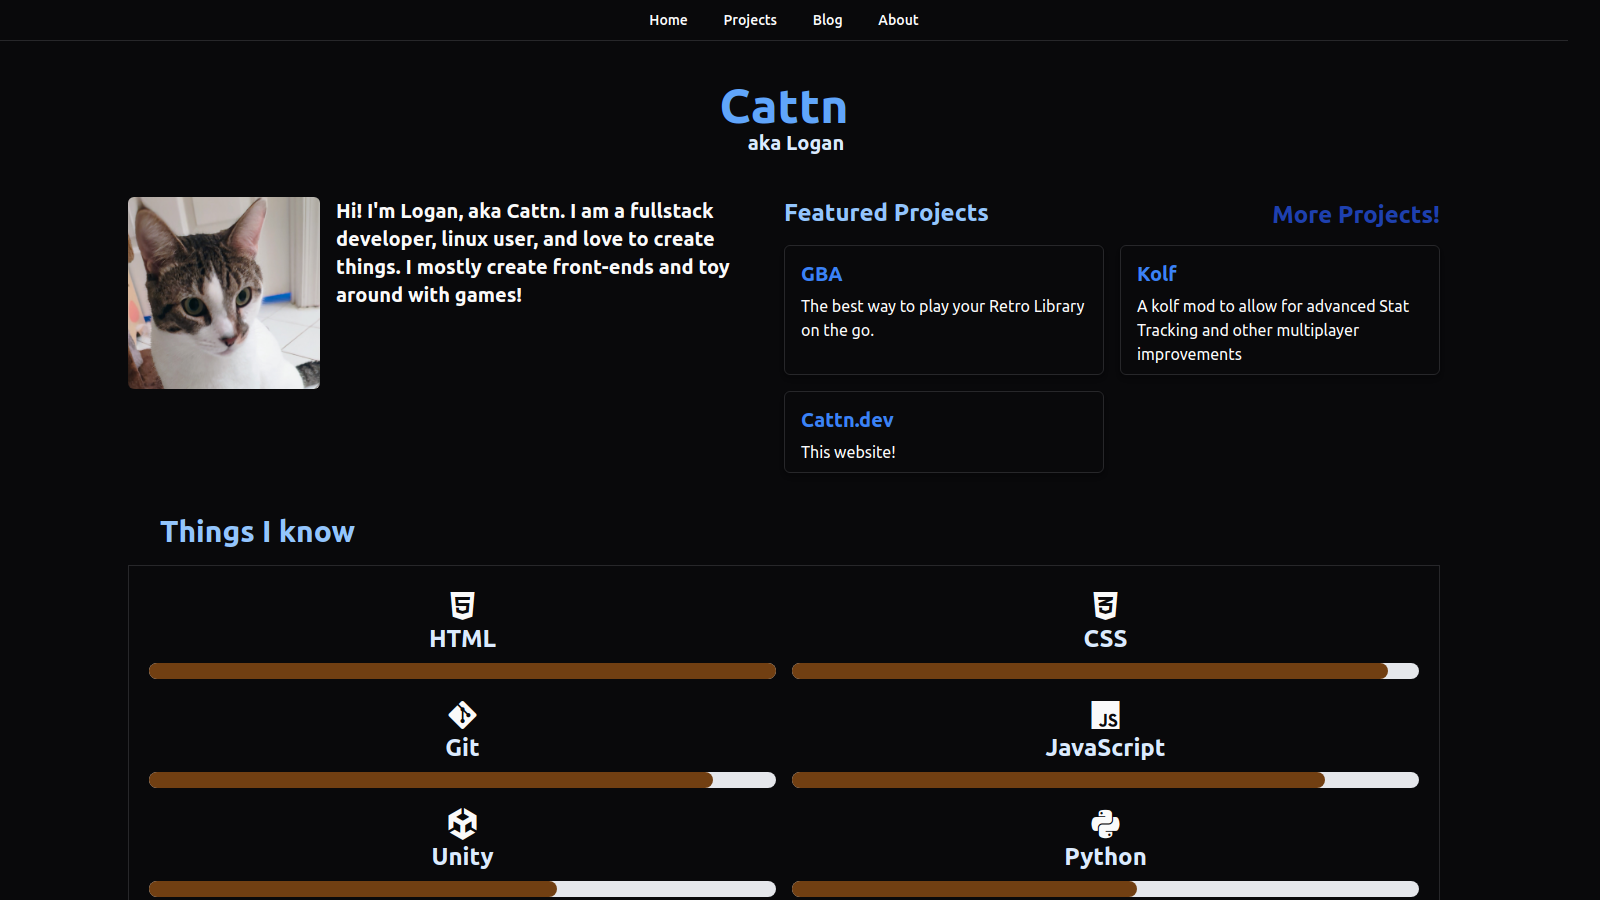 Home Projects Blog About
Cattn
aka Logan
Hi! I'm Logan, aka Cattn. I am a fullstack
developer, linux user, and love to create
things. I mostly create front-ends and toy
around with games!
Featured Projects
More Projects!
GBA
The best way to play your Retro Library
on the go.
Kolf
A kolf mod to allow for advanced Stat
Tracking and other multiplayer
improvements
Cattn.dev
This website!
Things I know
HTML
CSS
Git
JS
JavaScript
Unity
Python